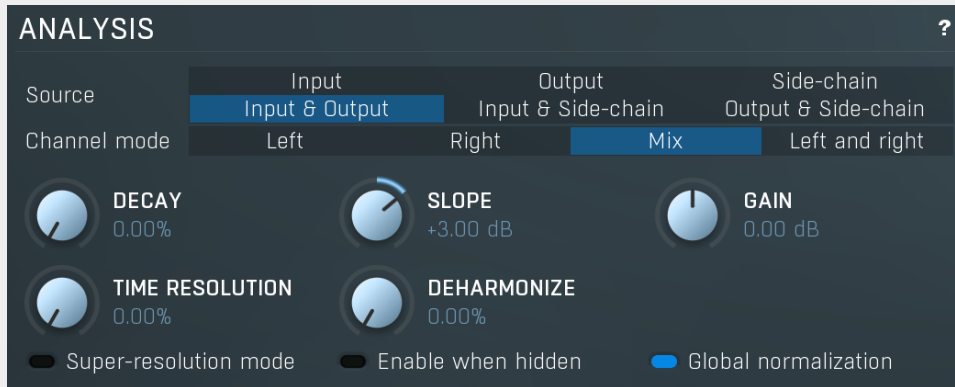 ANALYSIS ?
Source Input Output Side-chain
Input & Output Input & Side-chain Output & Side-chain
Channel mode Left Right Mix Left and right
DECAY SLOPE GAIN
0.00% +3.00 dB 0.00 dB
TIME RESOLUTION DEHARMONIZE
0.00% 0.00%
Super-resolution mode Enable when hidden Global normalization